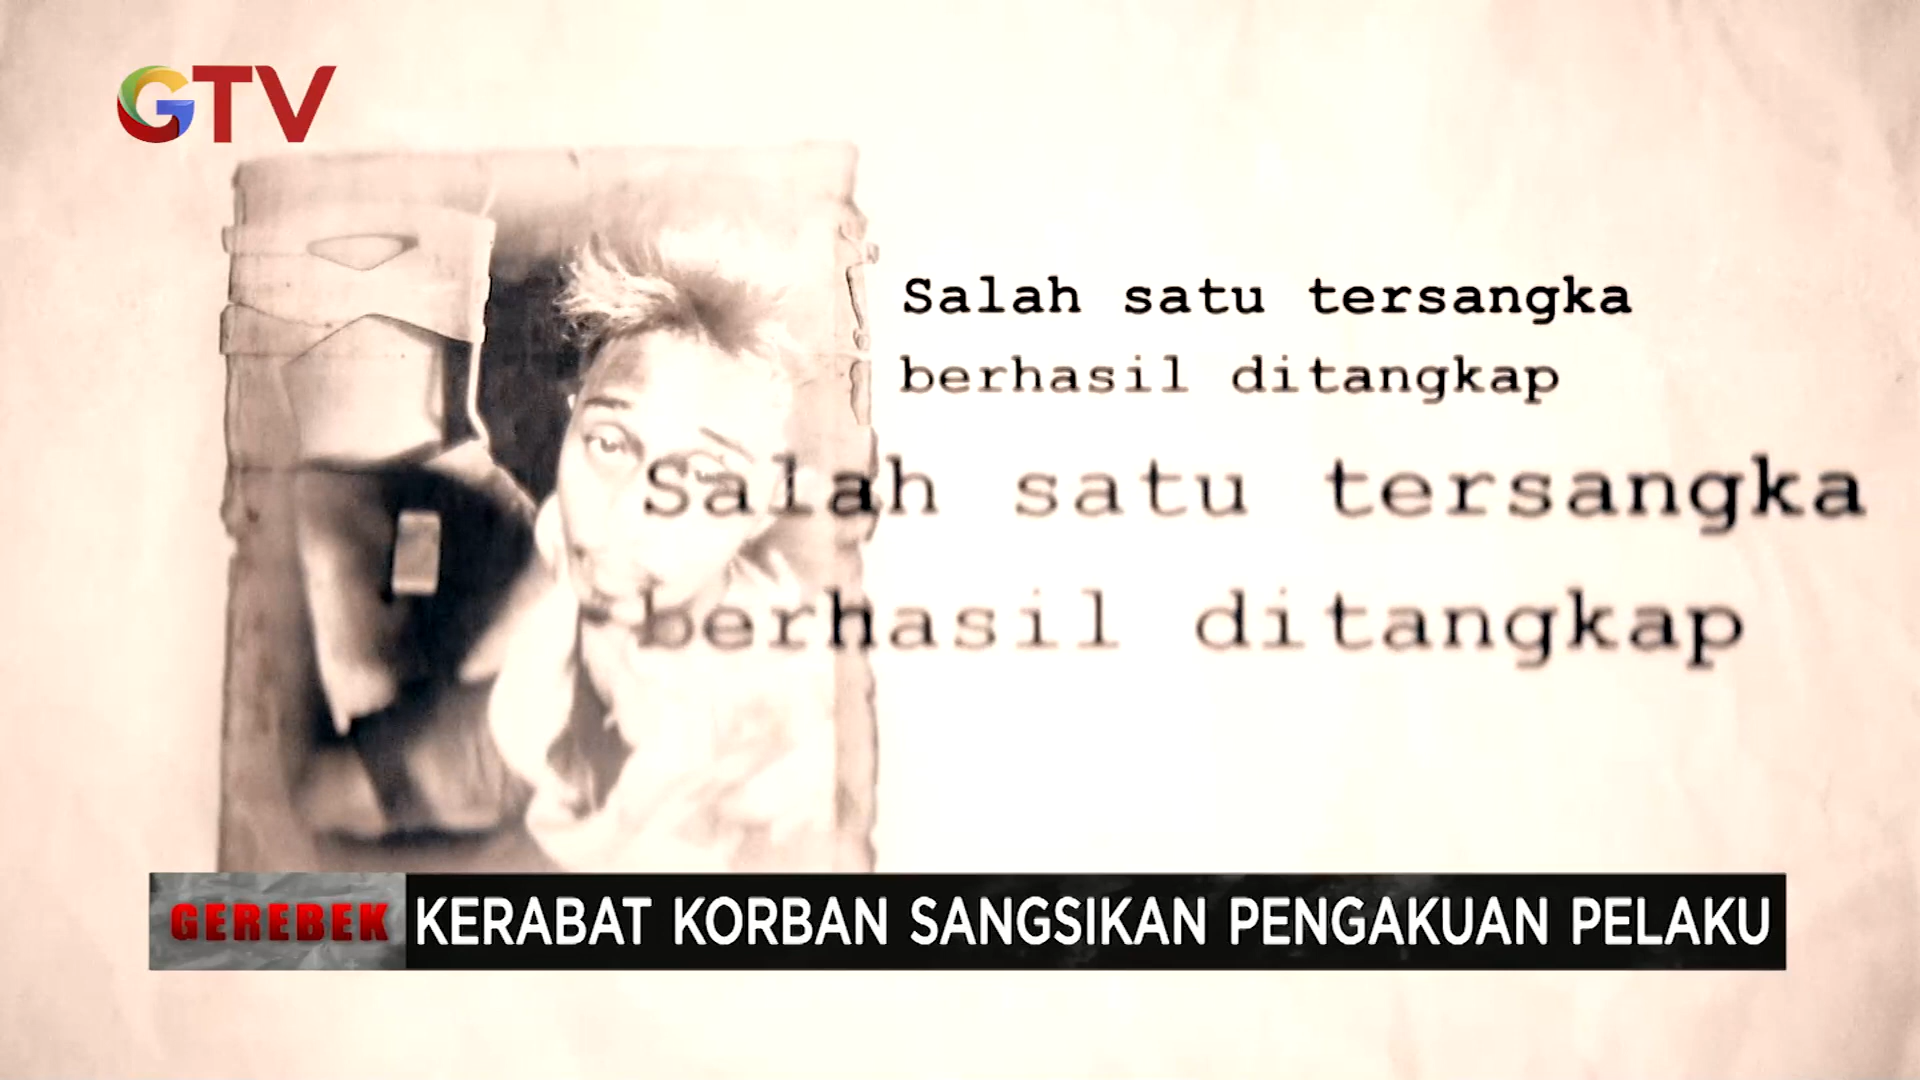 GTV
Salah satu tersangka
berhasil ditangkap
Salah satu tersangka
berhasil ditangkap
GEREBEK
KERABAT KORBAN SANGSIKAN PENGAKUAN PELAKU